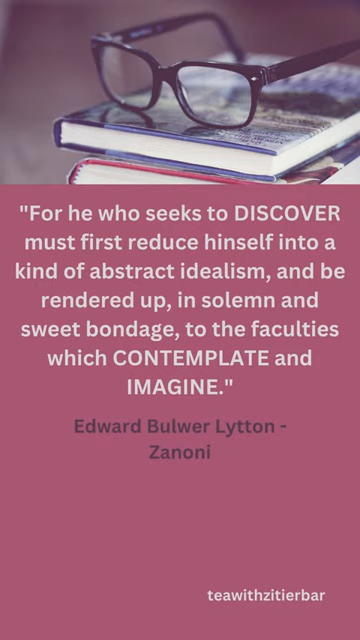 "For he who seeks to DISCOVER
must first reduce hinself into a
kind of abstract idealism, and be
rendered up, in solemn and
sweet bondage, to the faculties
which CONTEMPLATE and
IMAGINE."
Edward Bulwer Lytton -
Zanoni
teawithzitierbar